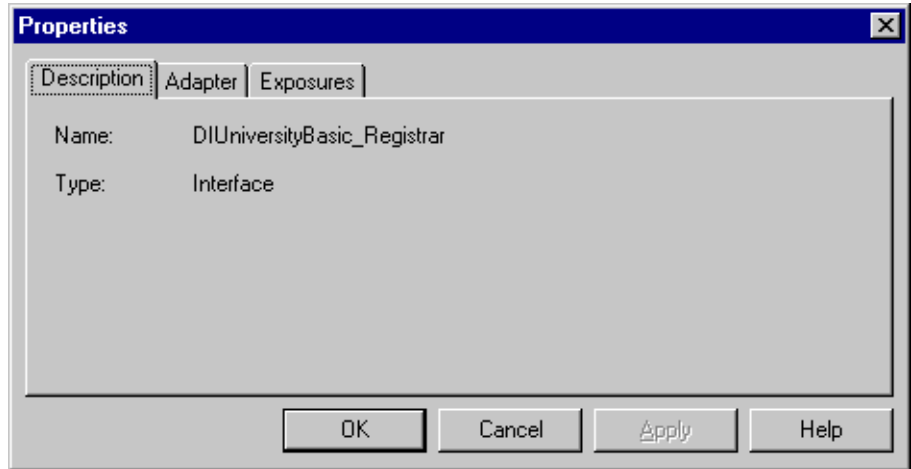 Properties
Description Adapter Exposures
Name: DIUniversityBasic_Registrar
Type: Interface
OK Cancel Apply Help